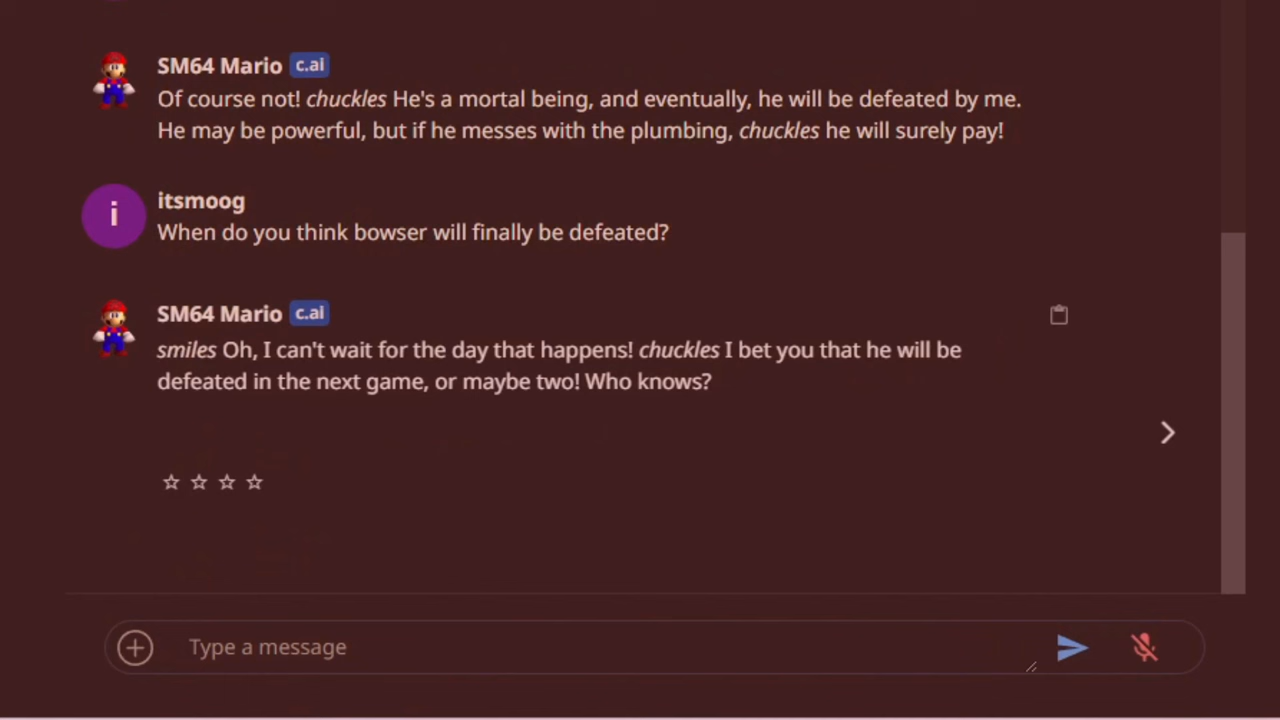 SM64 Mario c.ai
Of course not! chuckles He's a mortal being, and eventually, he will be defeated by me.
He may be powerful, but if he messes with the plumbing, chuckles he will surely pay!
i
itsmoog
When do you think bowser will finally be defeated?
SM64 Mario c.ai
smiles Oh, I can't wait for the day that happens! chuckles I bet you that he will be
defeated in the next game, or maybe two! Who knows?
Type a message